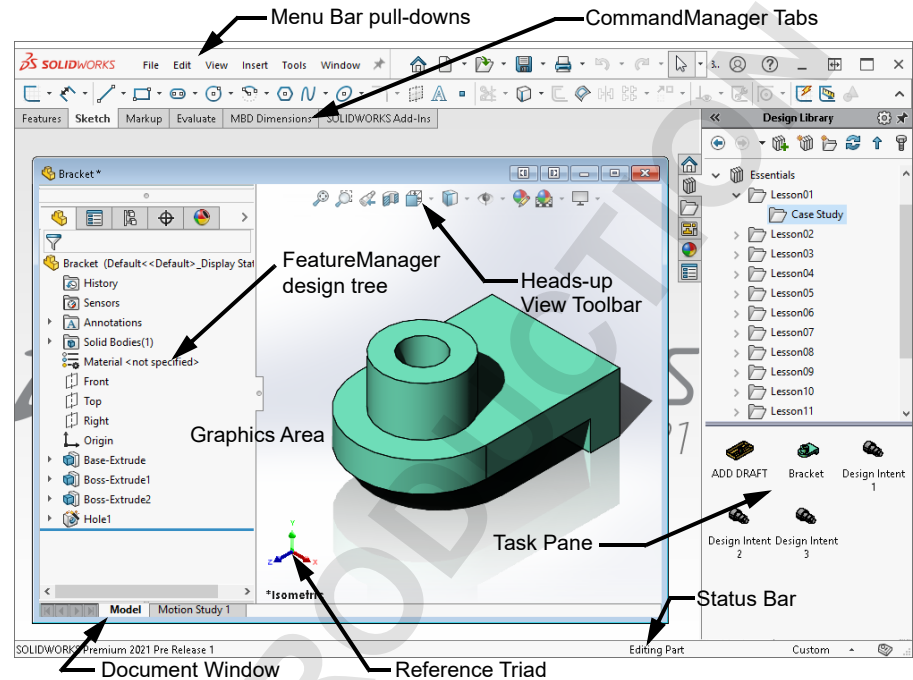 Menu Bar pull-downs
CommandManager Tabs
SOLIDWORKS File Edit View Insert Tools Window
Features Sketch Markup Evaluate MBD Dimensions SOLIDWORKS Add-Ins
Design Library
Bracket *
Essentials
Lesson01
Case Study
Lesson02
Lesson03
Lesson04
Lesson05
Lesson06
Lesson07
Lesson08
Lesson09
Lesson10
Lesson11
Bracket (Default<<Default>_Display Stat
History
Sensors
Annotations
Solid Bodies(1)
Material <not specified>
Front
Top
Right
Origin
Base-Extrude
Boss-Extrude1
Boss-Extrude2
Hole1
FeatureManager
design tree
Heads-up
View Toolbar
Graphics Area
Y
Z
X
*Isometric
ADD DRAFT Bracket Design Intent
1
Design Intent Design Intent
2 3
Task Pane
Model Motion Study 1
Status Bar
SOLIDWORKS Premium 2021 Pre Release 1
Editing Part
Custom
Document Window
Reference Triad